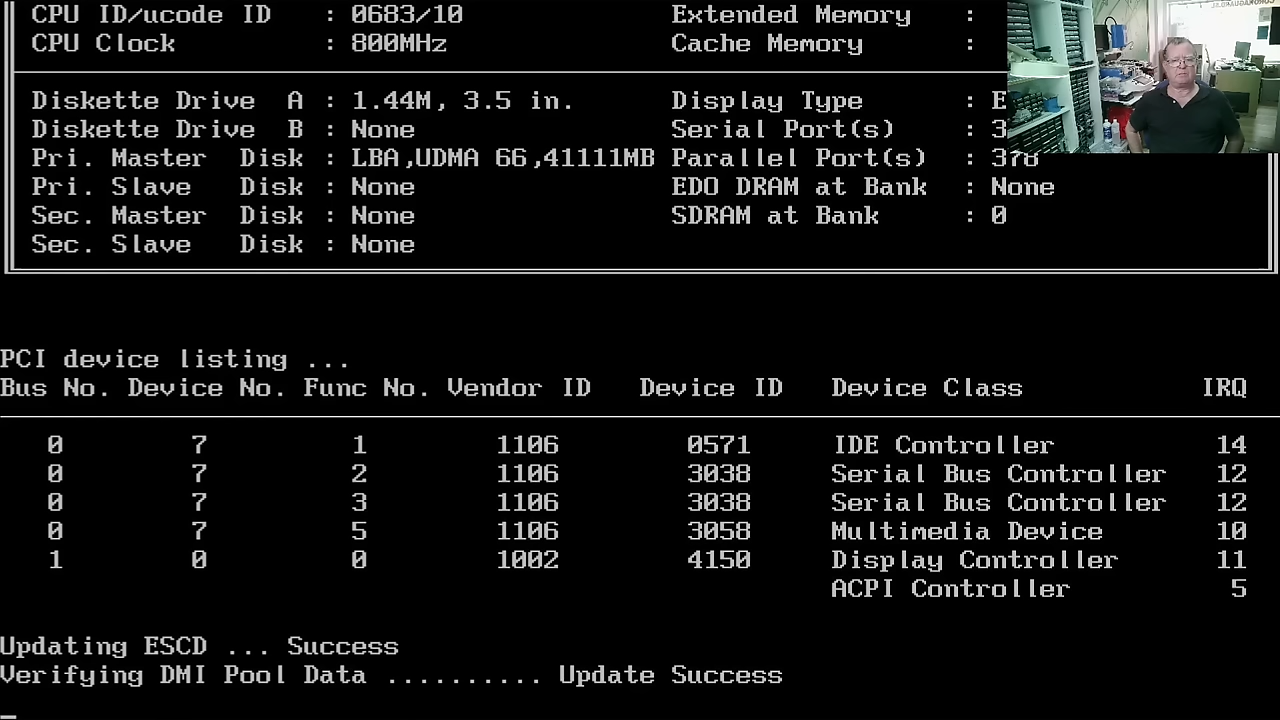 CPU ID/ucode ID : 0683/10 Extended Memory :
CPU Clock : 800MHz Cache Memory :
Diskette Drive A : 1.44M, 3.5 in. Display Type : E
Diskette Drive B : None Serial Port(s) : 3
Pri. Master Disk : LBA,UDMA 66,41111MB Parallel Port(s) : 378
Pri. Slave Disk : None EDO DRAM at Bank : None
Sec. Master Disk : None SDRAM at Bank : 0
Sec. Slave Disk : None
PCI device listing ...
Bus No. Device No. Func No. Vendor ID Device ID Device Class IRQ
0 7 1 1106 0571 IDE Controller 14
0 7 2 1106 3038 Serial Bus Controller 12
0 7 3 1106 3038 Serial Bus Controller 12
0 7 5 1106 3058 Multimedia Device 10
1 0 0 1002 4150 Display Controller 11
ACPI Controller 5
Updating ESCD ... Success
Verifying DMI Pool Data .......... Update Success